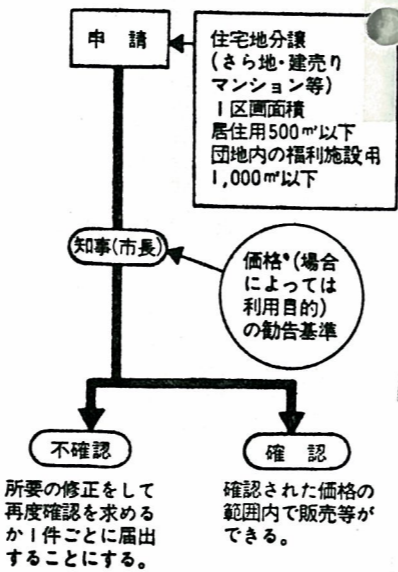 申 請
住宅地分譲
(さら地・建売り
マンション等)
1区画面積
居住用500㎡以下
団地内の福利施設用
1,000㎡以下
知事(市長)
価格•(場合
によっては
利用目的)
の勧告基準
不確認
確 認
所要の修正をして
再度確認を求める
か1件ごとに届出
することにする。
確認された価格の
範囲内で販売等が
できる。